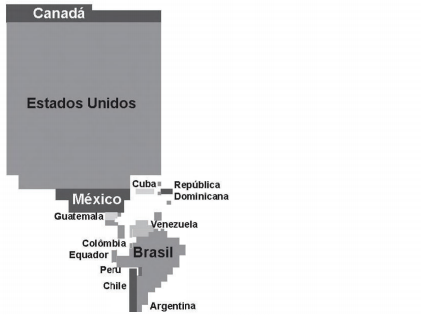 Canadá
Estados Unidos
Cuba
República
Dominicana
México
Guatemala
Venezuela
Colômbia
Equador
Brasil
Peru
Chile
Argentina